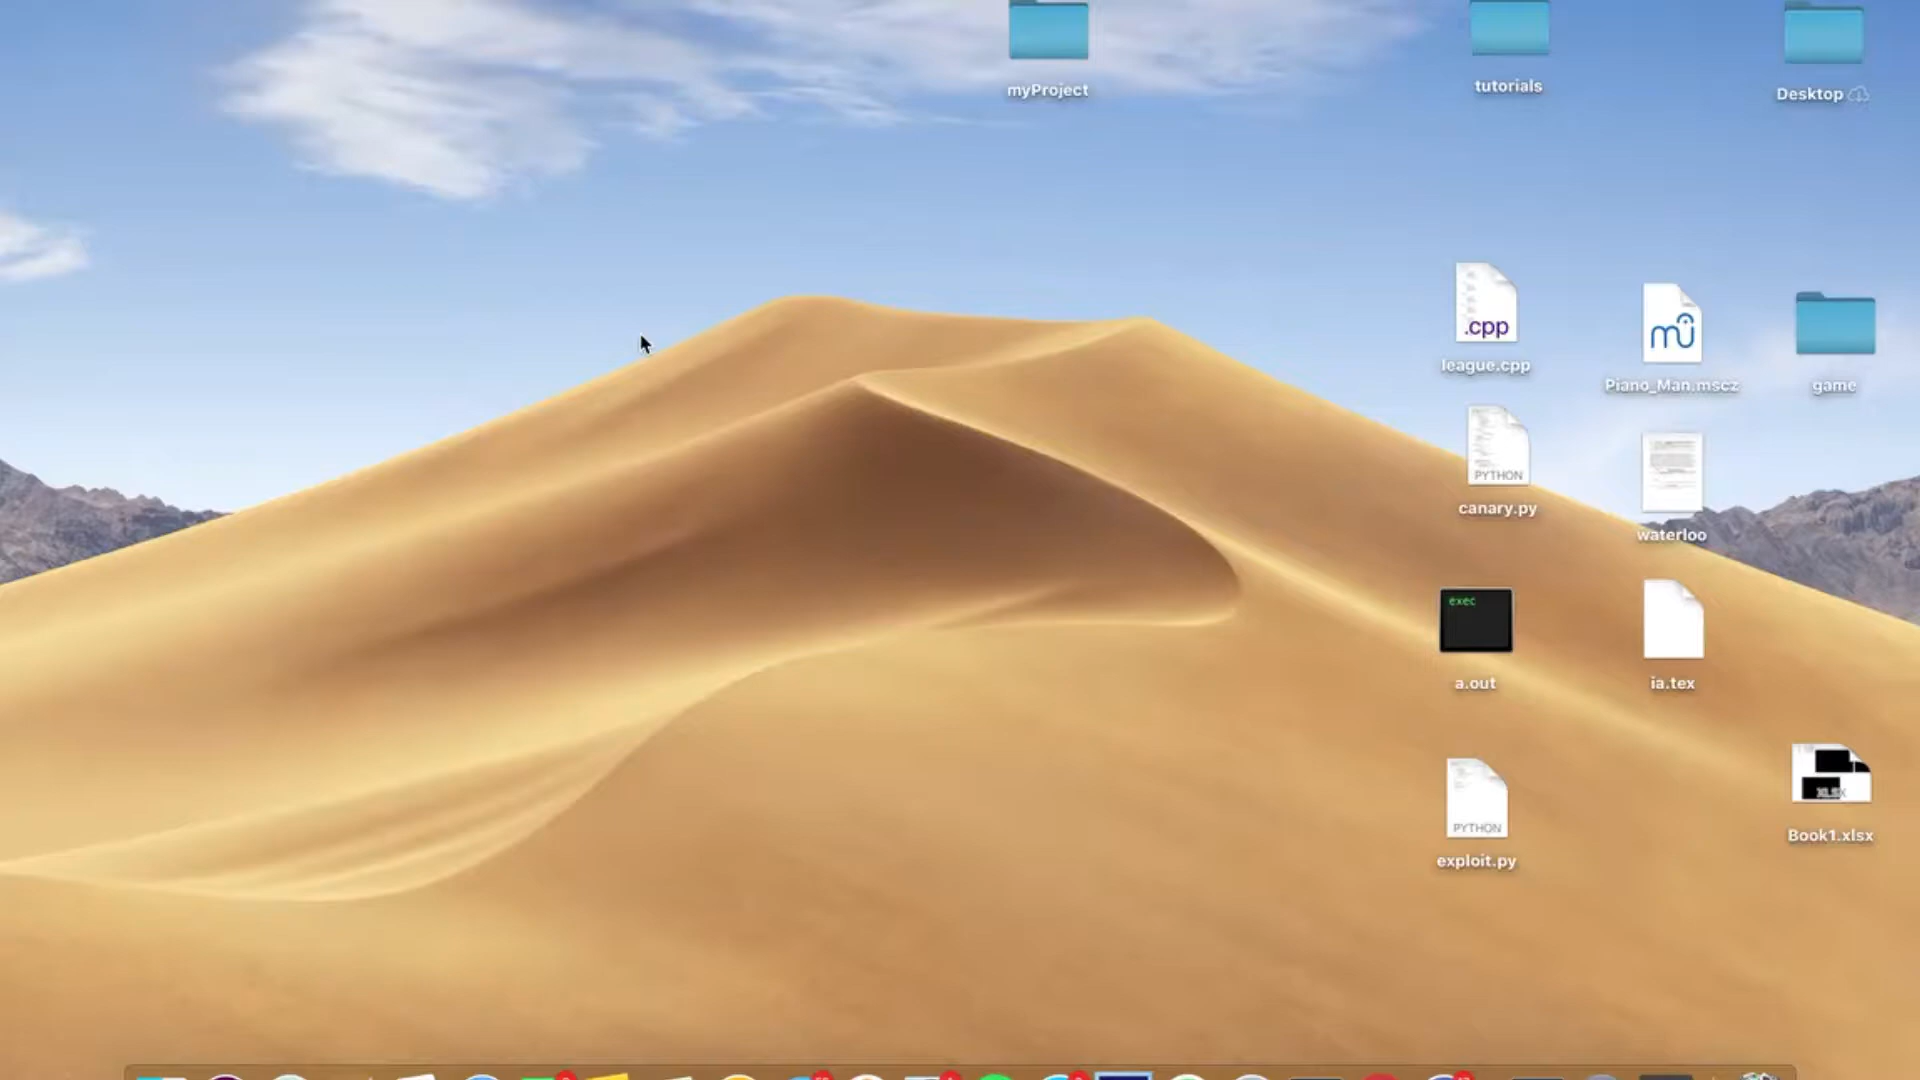 myProject
tutorials
Desktop
.cpp
league.cpp
Piano_Man.mscz
game
PYTHON
canary.py
waterloo
exec
a.out
ia.tex
XLSX
Book1.xlsx
PYTHON
exploit.py